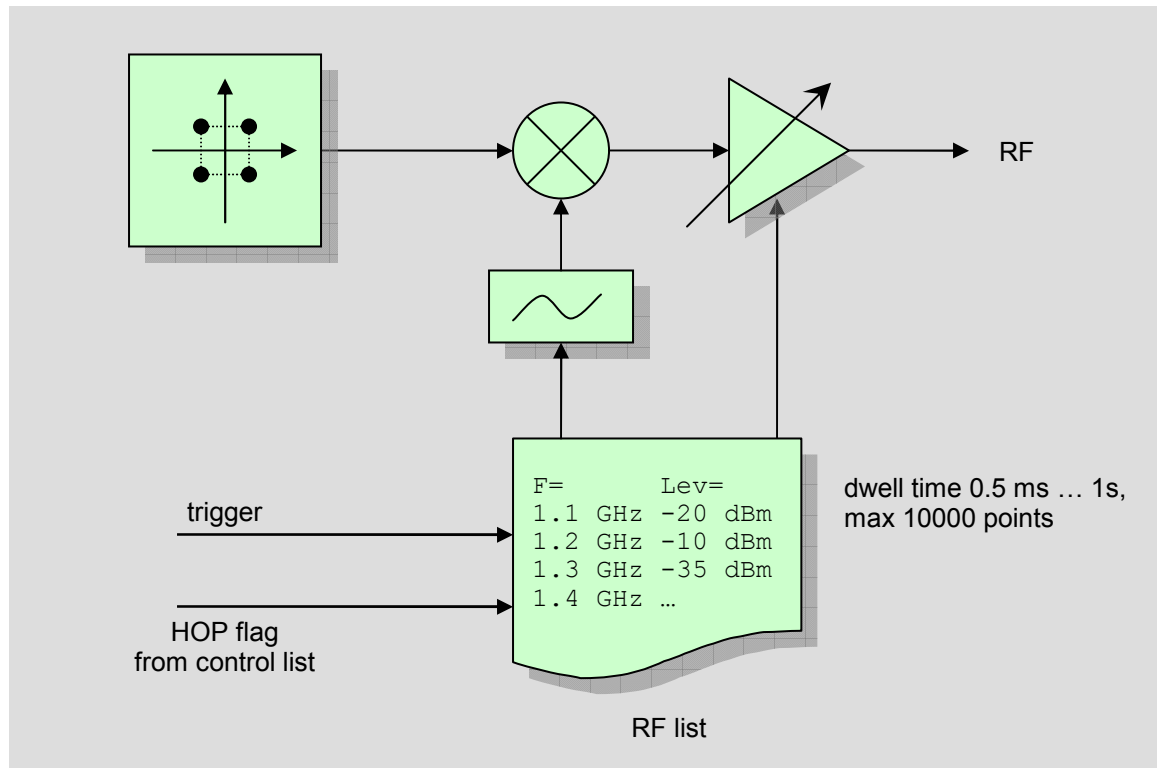 RF
F= Lev=
1.1 GHz -20 dBm
1.2 GHz -10 dBm
1.3 GHz -35 dBm
1.4 GHz …
dwell time 0.5 ms … 1s,
max 10000 points
trigger
HOP flag
from control list
RF list